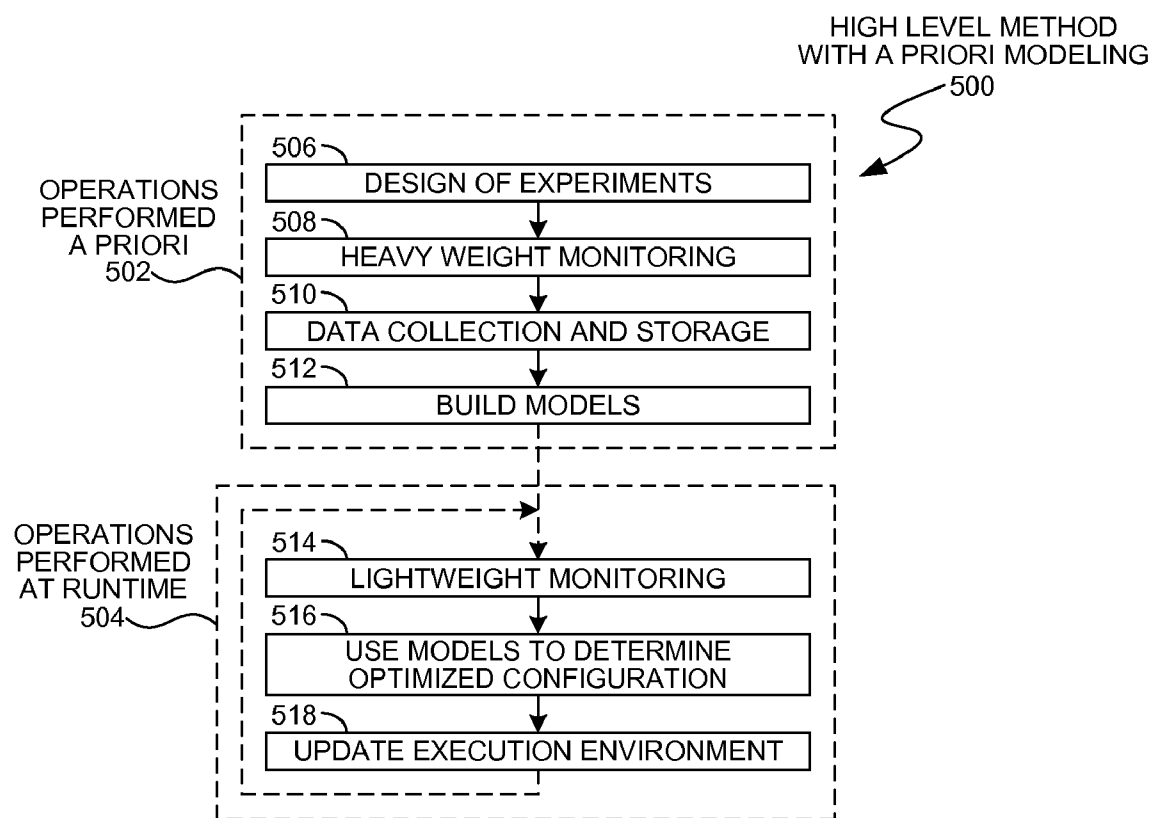 HIGH LEVEL METHOD
WITH A PRIORI MODELING
500
OPERATIONS
PERFORMED
A PRIORI
502
506
DESIGN OF EXPERIMENTS
508
HEAVY WEIGHT MONITORING
510
DATA COLLECTION AND STORAGE
512
BUILD MODELS
OPERATIONS
PERFORMED
AT RUNTIME
504
514
LIGHTWEIGHT MONITORING
516
USE MODELS TO DETERMINE
OPTIMIZED CONFIGURATION
518
UPDATE EXECUTION ENVIRONMENT